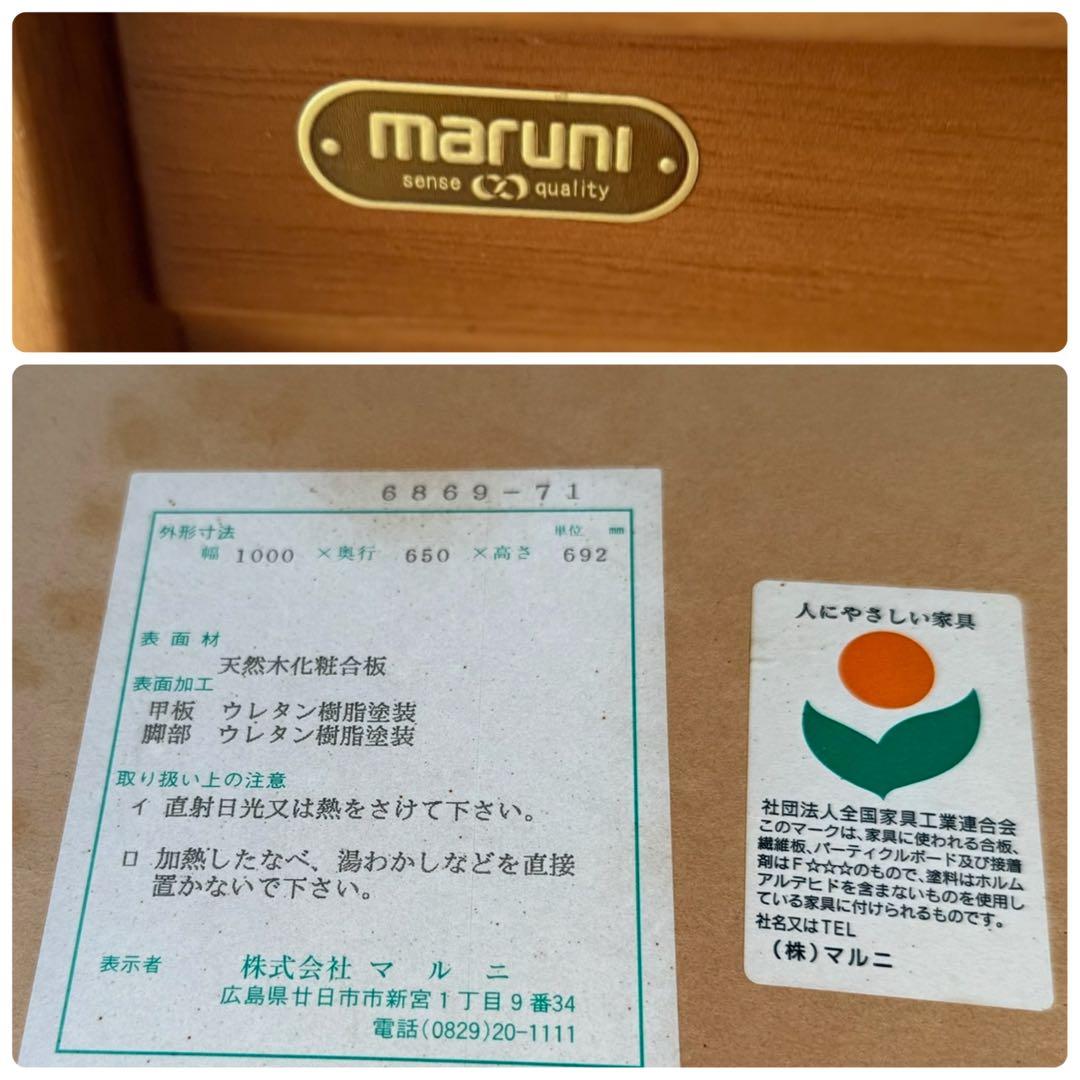 maruni
sense quality
6869-71
外形寸法 単位 mm
幅 1000 ×奥行 650 ×高さ 692
表面材
天然木化粧合板
表面加工
甲板 ウレタン樹脂塗装
脚部 ウレタン樹脂塗装
取り扱い上の注意
イ 直射日光又は熱をさけて下さい。
ロ 加熱したなべ、湯わかしなどを直接
置かないで下さい。
表示者 株式会社 マルニ
広島県廿日市市新宮1丁目9番34
電話(0829)20-1111
人にやさしい家具
社団法人全国家具工業連合会
このマークは、家具に使われる合板、
繊維板、パーティクルボード及び接着
剤はF☆☆☆のもので、塗料はホルム
アルデヒドを含まないものを使用し
ている家具に付けられるものです。
社名又はTEL
(株)マルニ